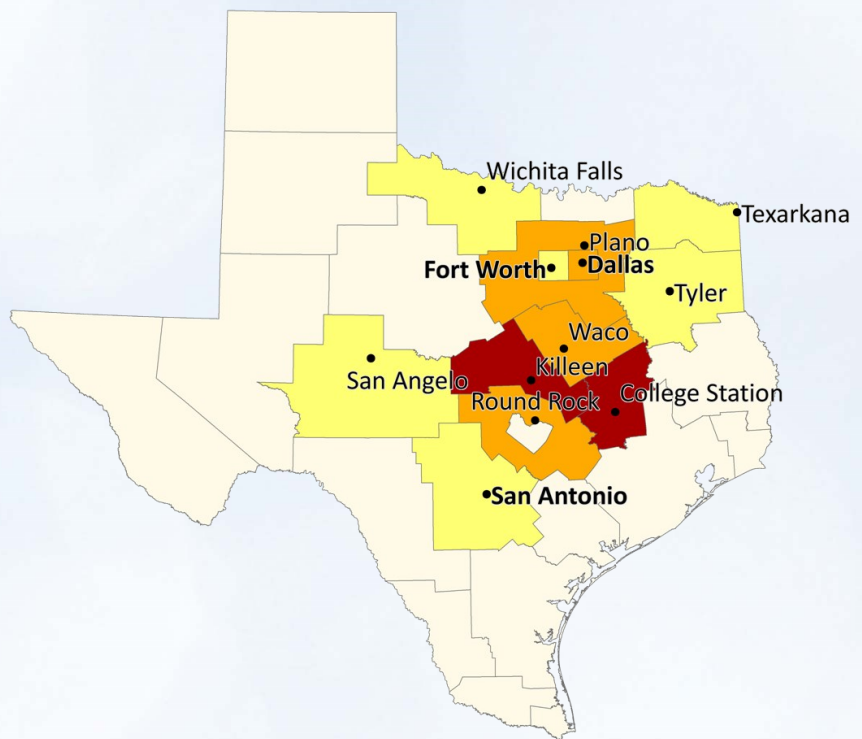 Wichita Falls
Texarkana
Plano
Fort Worth
Dallas
Tyler
Waco
San Angelo
Killeen
Round Rock
College Station
San Antonio